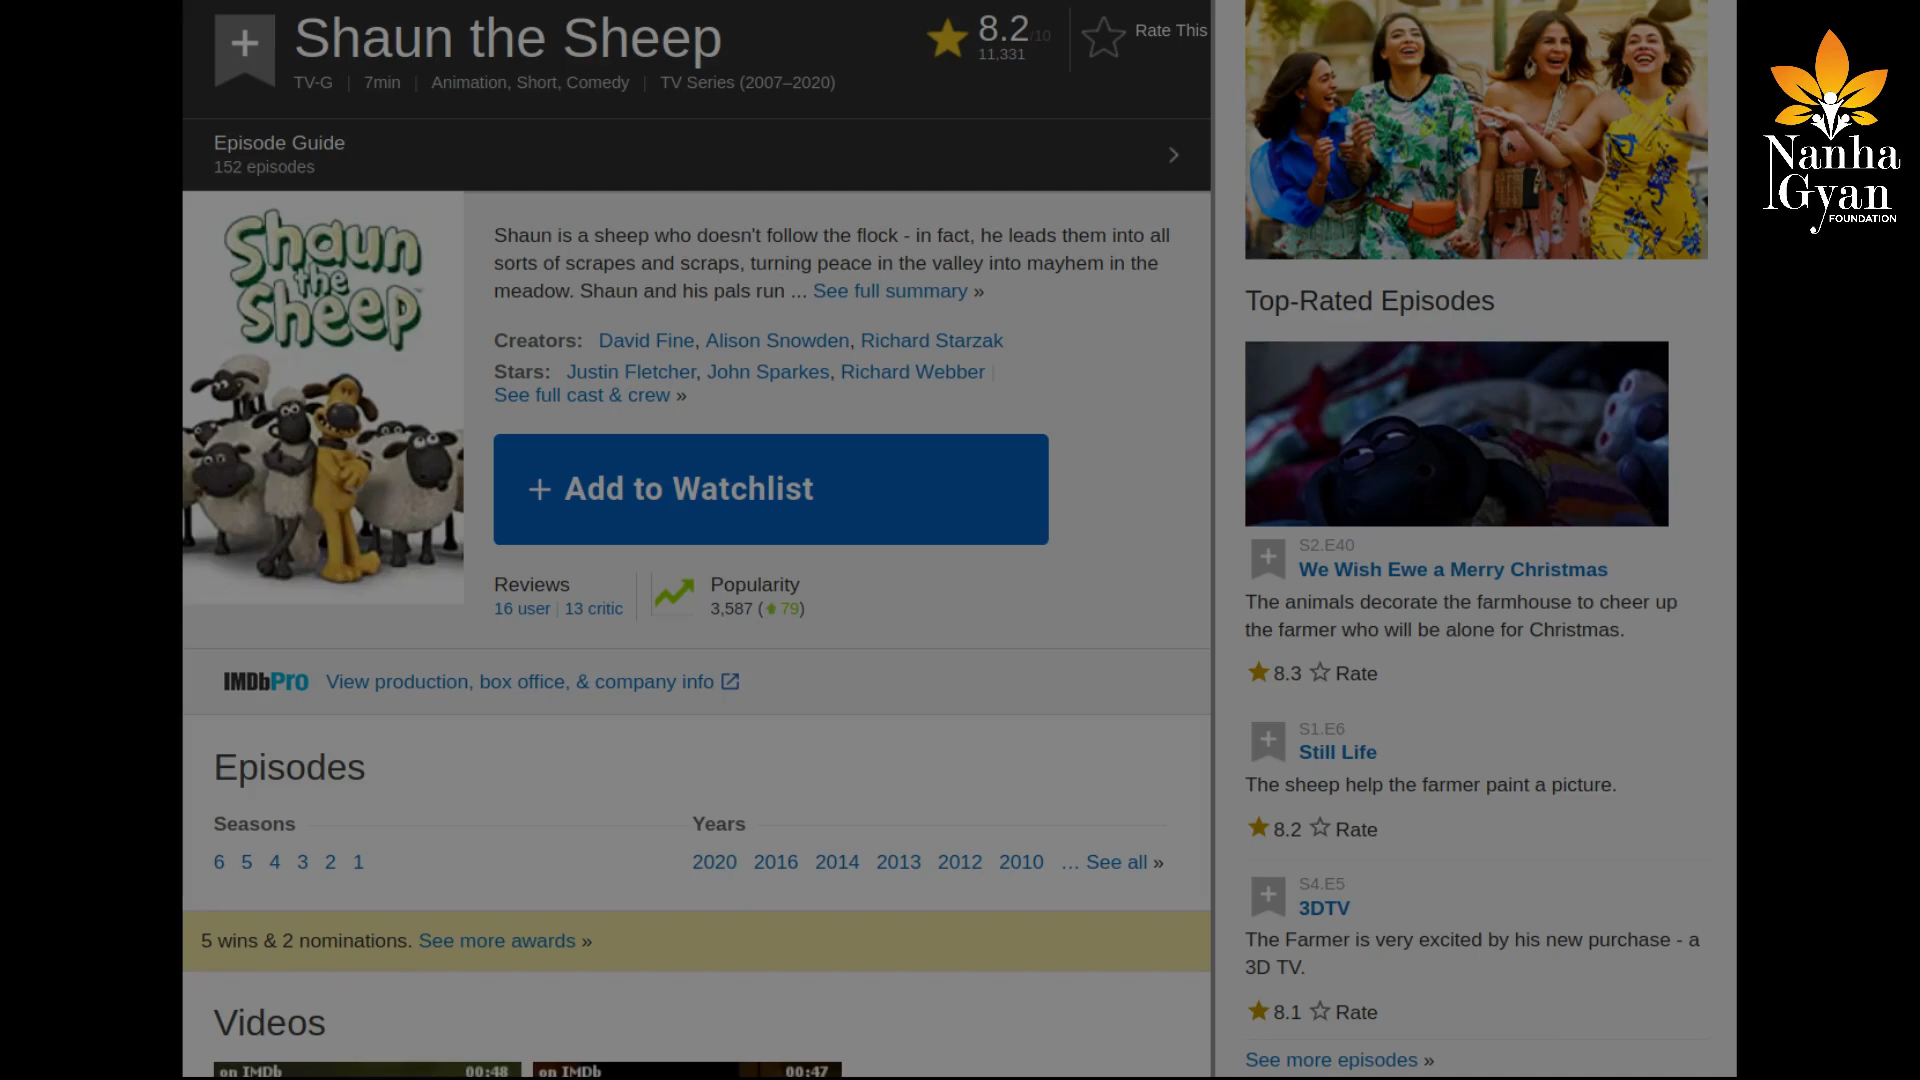 Shaun the Sheep
8.2/10
11,331
Rate This
TV-G | 7min | Animation, Short, Comedy | TV Series (2007–2020)
Episode Guide
152 episodes
Shaun
the
Sheep
Shaun is a sheep who doesn't follow the flock - in fact, he leads them into all
sorts of scrapes and scraps, turning peace in the valley into mayhem in the
meadow. Shaun and his pals run ... See full summary »
Creators: David Fine, Alison Snowden, Richard Starzak
Stars: Justin Fletcher, John Sparkes, Richard Webber |
See full cast & crew »
+ Add to Watchlist
Reviews
16 user | 13 critic
Popularity
3,587 (79)
IMDbPro View production, box office, & company info
Episodes
Seasons
6 5 4 3 2 1
Years
2020 2016 2014 2013 2012 2010 ... See all »
5 wins & 2 nominations. See more awards »
Videos
on IMDb 00:48
on IMDb 00:47
Top-Rated Episodes
S2.E40
We Wish Ewe a Merry Christmas
The animals decorate the farmhouse to cheer up
the farmer who will be alone for Christmas.
8.3 Rate
S1.E6
Still Life
The sheep help the farmer paint a picture.
8.2 Rate
S4.E5
3DTV
The Farmer is very excited by his new purchase - a
3D TV.
8.1 Rate
See more episodes »
Nanha
Gyan
FOUNDATION